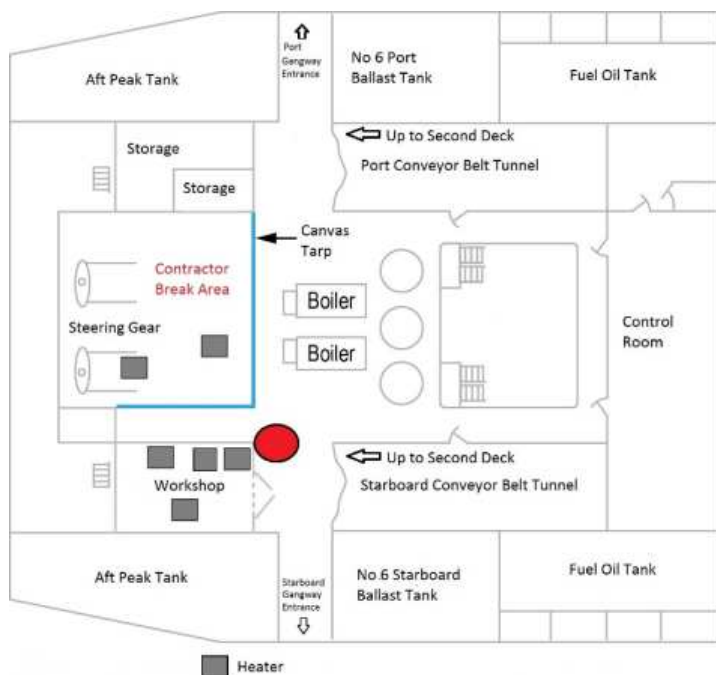 Port
Gangway
Entrance
No 6 Port
Ballast Tank
Fuel Oil Tank
Aft Peak Tank
Storage
Up to Second Deck
Port Conveyor Belt Tunnel
Storage
Canvas
Tarp
Contractor
Break Area
Boiler
Steering Gear
Control
Room
Boiler
Up to Second Deck
Workshop
Starboard Conveyor Belt Tunnel
Aft Peak Tank
Starboard
Gangway
Entrance
No.6 Starboard
Ballast Tank
Fuel Oil Tank
Heater